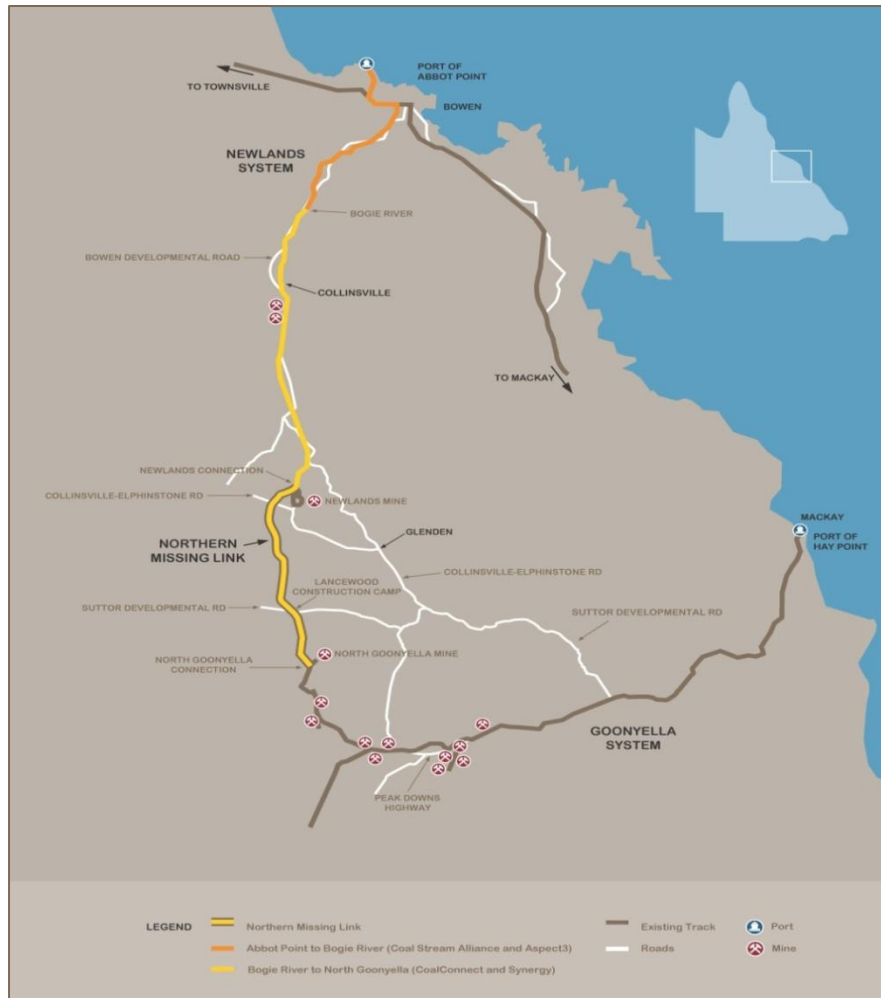 PORT OF
ABBOT POINT
TO TOWNSVILLE
BOWEN
NEWLANDS
SYSTEM
BOGIE RIVER
BOWEN DEVELOPMENTAL ROAD
COLLINSVILLE
TO MACKAY
NEWLANDS CONNECTION
COLLINSVILLE-ELPHINSTONE RD
NEWLANDS MINE
MACKAY
PORT OF
HAY POINT
GLENDEN
NORTHERN
MISSING LINK
COLLINSVILLE-ELPHINSTONE RD
LANCEWOOD
CONSTRUCTION CAMP
SUTTOR DEVELOPMENTAL RD
SUTTOR DEVELOPMENTAL RD
NORTH GOONYELLA MINE
NORTH GOONYELLA
CONNECTION
GOONYELLA
SYSTEM
PEAK DOWNS
HIGHWAY
LEGEND
Northern Missing Link
Abbot Point to Bogie River (Coal Stream Alliance and Aspect3)
Bogie River to North Goonyella (CoalConnect and Synergy)
Existing Track
Roads
Port
Mine